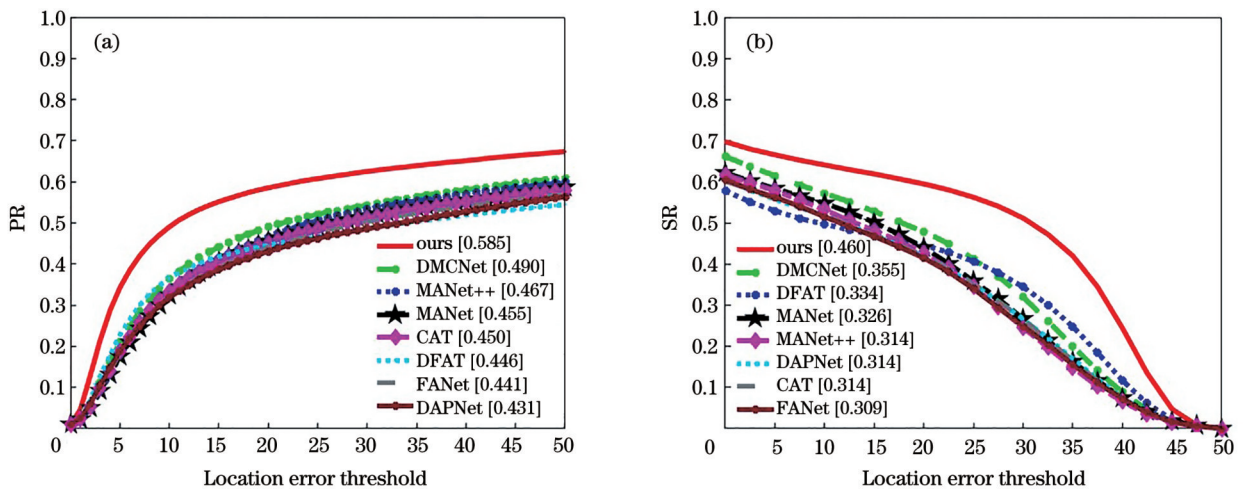 (a)
PR
1.0
0.9
0.8
0.7
0.6
0.5
0.4
0.3
0.2
0.1
0 5 10 15 20 25 30 35 40 45 50
Location error threshold
ours [0.585]
DMCNet [0.490]
MANet++ [0.467]
MANet [0.455]
CAT [0.450]
DFAT [0.446]
FANet [0.441]
DAPNet [0.431]
(b)
SR
1.0
0.9
0.8
0.7
0.6
0.5
0.4
0.3
0.2
0.1
0 5 10 15 20 25 30 35 40 45 50
Location error threshold
ours [0.460]
DMCNet [0.355]
DFAT [0.334]
MANet [0.326]
MANet++ [0.314]
DAPNet [0.314]
CAT [0.314]
FANet [0.309]